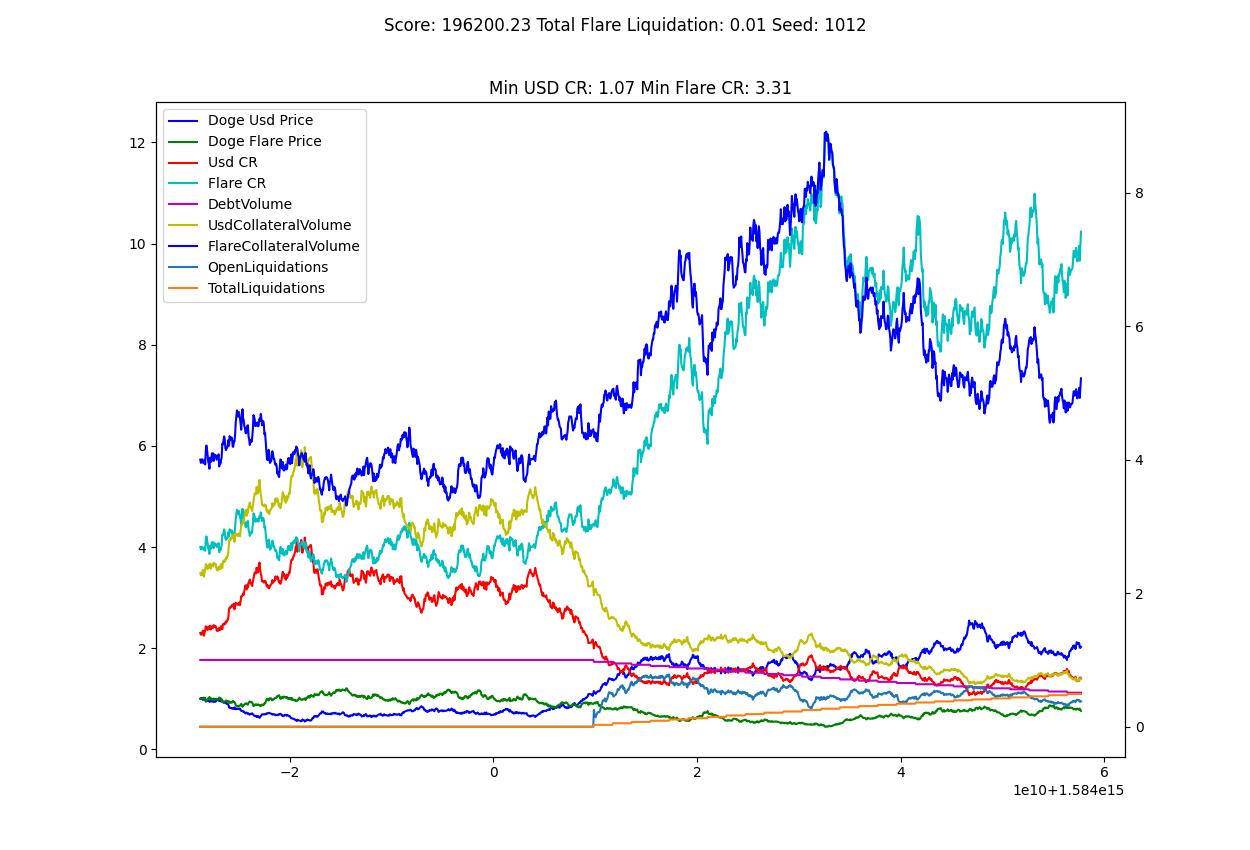 Score: 196200.23 Total Flare Liquidation: 0.01 Seed: 1012
Min USD CR: 1.07 Min Flare CR: 3.31
Doge Usd Price
Doge Flare Price
Usd CR
Flare CR
DebtVolume
UsdCollateralVolume
FlareCollateralVolume
OpenLiquidations
TotalLiquidations
12
10
8
6
4
2
0
8
6
4
2
0
−2
0
2
4
6
1e10+1.584e15